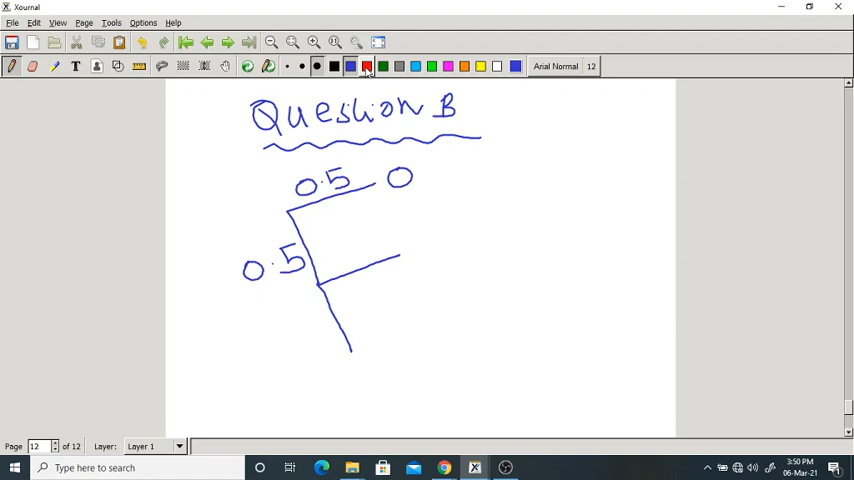 Xournal
File Edit View Page Tools Options Help
T Arial Normal 12
Question B
0.5 0
0.5
Page 12 of 12 Layer: Layer 1
Type here to search
3:50 PM
06-Mar-21